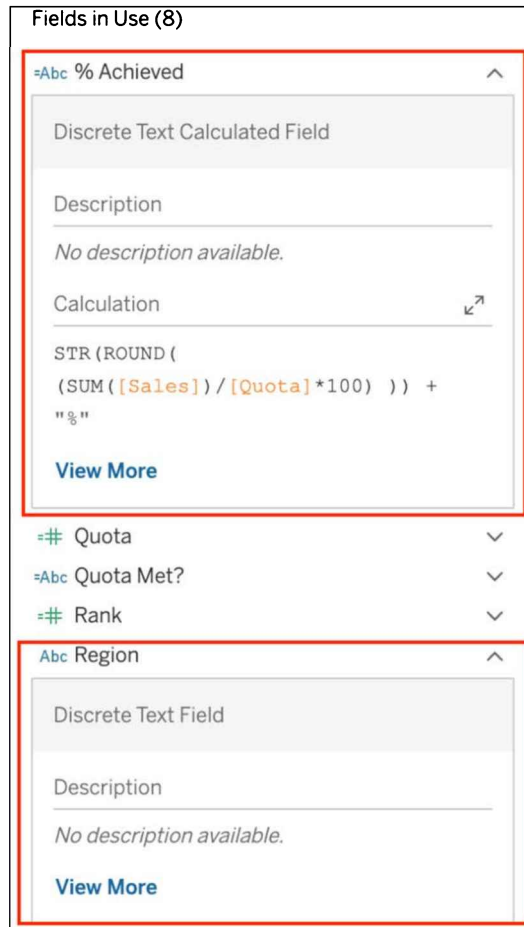 Fields in Use (8)
=Abc % Achieved
Discrete Text Calculated Field
Description
No description available.
Calculation
STR(ROUND(
(SUM([Sales])/[Quota]*100) )) +
"%"
View More
=# Quota
=Abc Quota Met?
=# Rank
Abc Region
Discrete Text Field
Description
No description available.
View More